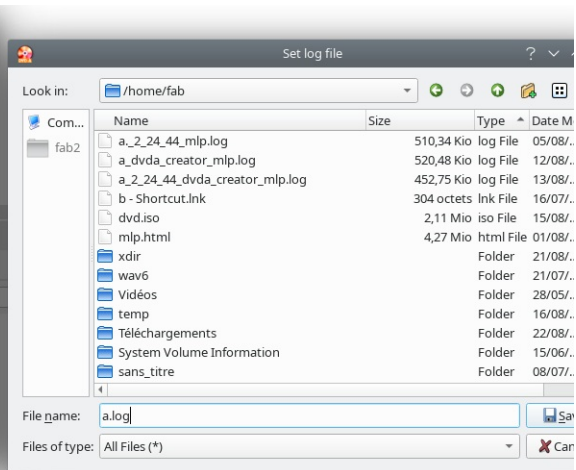 Set log file
Look in: /home/fab
Com...
fab2
Name Size Type Date M
a._2_24_44_mlp.log 510,34 Kio log File 05/08/..
a_dvda_creator_mlp.log 520,48 Kio log File 12/08/..
a_2_24_44_dvda_creator_mlp.log 452,75 Kio log File 13/08/..
b - Shortcut.lnk 304 octets lnk File 16/07/..
dvd.iso 2,11 Mio iso File 15/08/..
mlp.html 4,27 Mio html File 01/08/..
xdir Folder 21/08/..
wav6 Folder 21/07/..
Vidéos Folder 28/05/..
temp Folder 16/08/..
Téléchargements Folder 22/08/..
System Volume Information Folder 15/06/..
sans_titre Folder 08/07/..
File name: a.log Sav
Files of type: All Files (*) Can